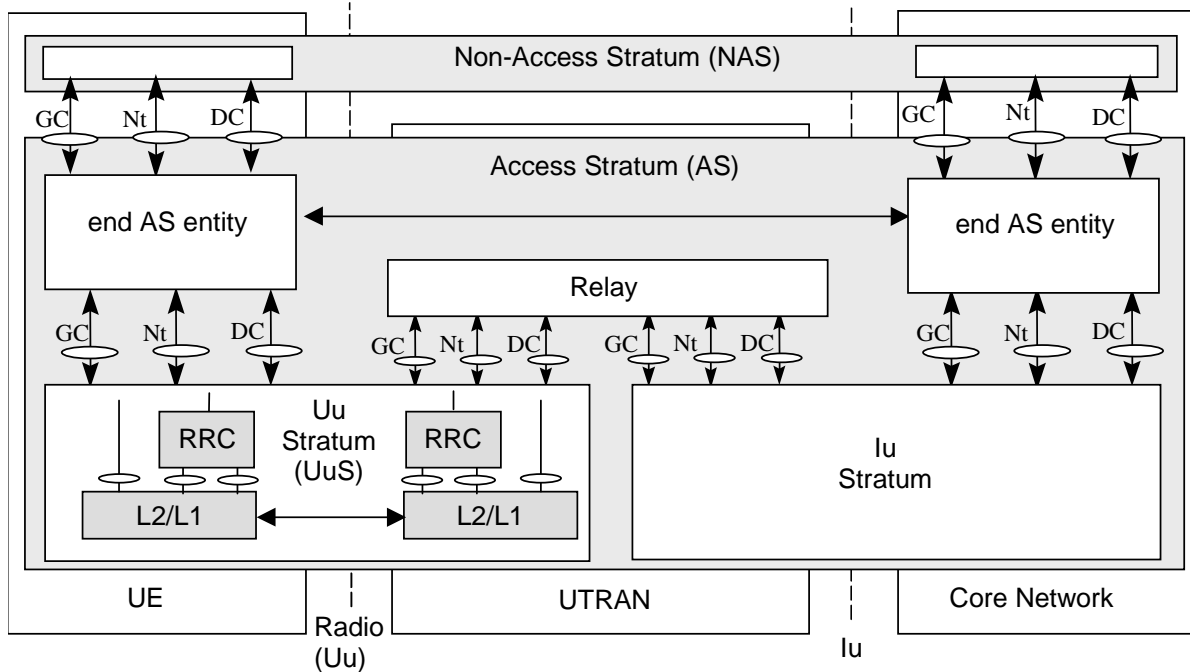 Non-Access Stratum (NAS)
GC Nt DC
GC Nt DC
Access Stratum (AS)
end AS entity
end AS entity
Relay
GC Nt DC
GC Nt DC
GC Nt DC
GC Nt DC
RRC
Uu
Stratum
(UuS)
RRC
L2/L1
L2/L1
Iu
Stratum
UE
UTRAN
Core Network
Radio
(Uu)
Iu